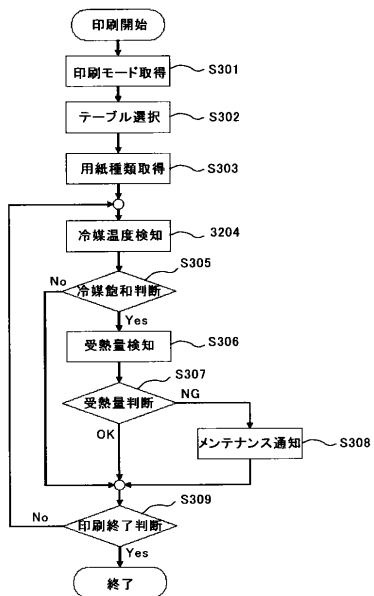 印刷開始
印刷モード取得 S301
テーブル選択 S302
用紙種類取得 S303
冷媒温度検知 3204
S305
No 冷媒飽和判断
Yes
受熱量検知 S306
S307
受熱量判断 NG
OK
メンテナンス通知 S308
S309
No 印刷終了判断
Yes
終了